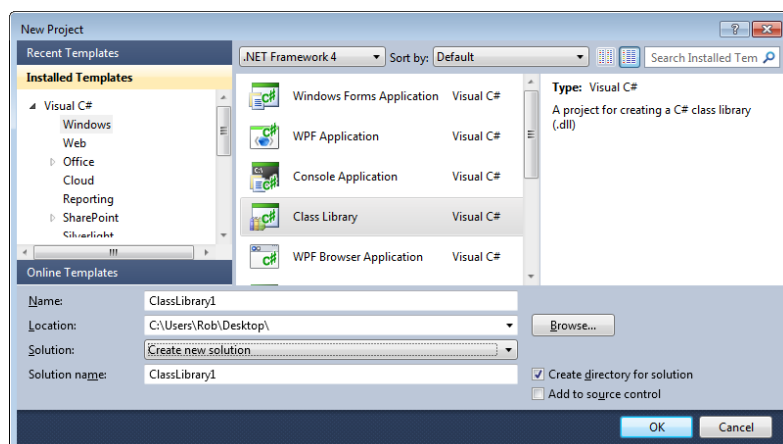 New Project
Recent Templates
.NET Framework 4 Sort by: Default Search Installed Tem
Installed Templates
Visual C#
Windows
Web
Office
Cloud
Reporting
SharePoint
Silverlight
Online Templates
Windows Forms Application Visual C#
WPF Application Visual C#
Console Application Visual C#
Class Library Visual C#
WPF Browser Application Visual C#
Type: Visual C#
A project for creating a C# class library
(.dll)
Name: ClassLibrary1
Location: C:\Users\Rob\Desktop\ Browse...
Solution: Create new solution
Solution name: ClassLibrary1
Create directory for solution
Add to source control
OK Cancel